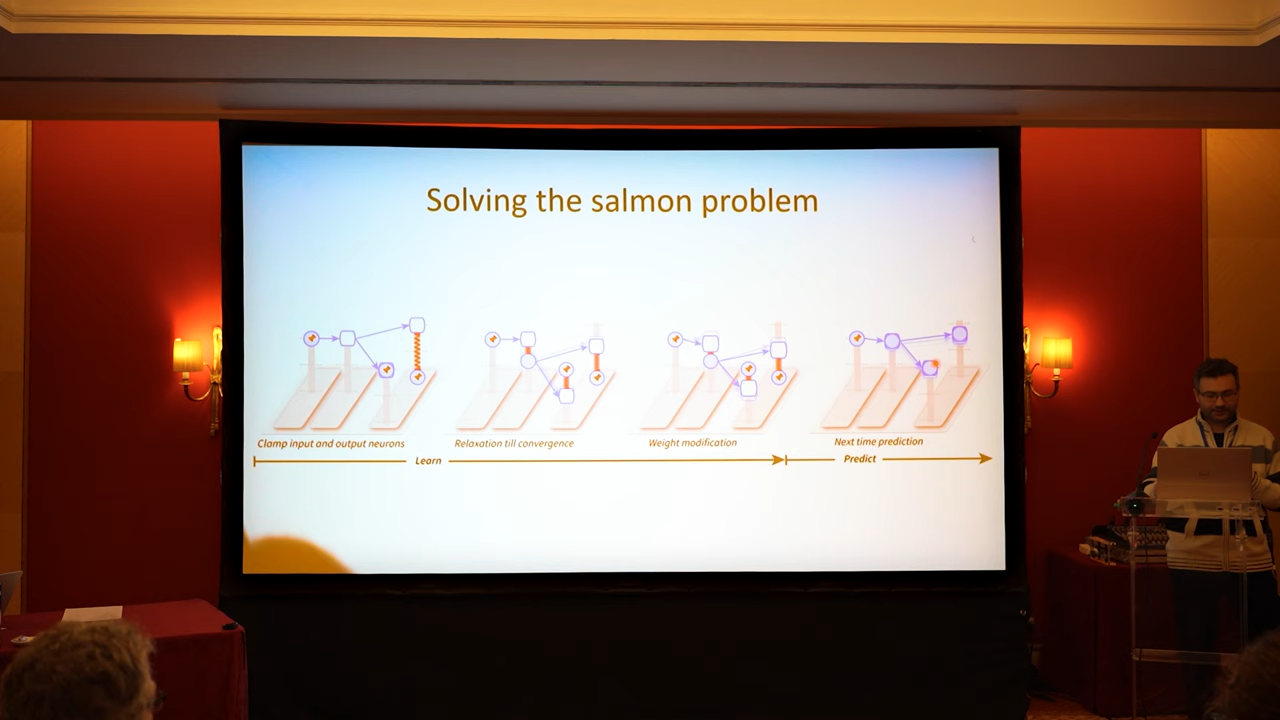 Solving the salmon problem
Clamp input and output neurons
Relaxation till convergence
Weight modification
Next time prediction
Learn
Predict